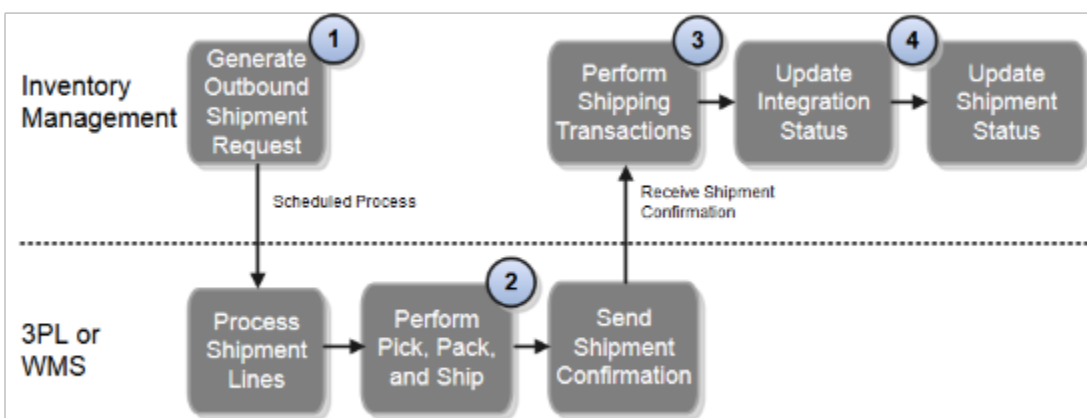 1
Generate
Outbound
Shipment
Request
3
Perform
Shipping
Transactions
Update
Integration
Status
4
Update
Shipment
Status
Inventory
Management
Scheduled Process
Receive Shipment
Confirmation
3PL or
WMS
Process
Shipment
Lines
2
Perform
Pick, Pack,
and Ship
Send
Shipment
Confirmation